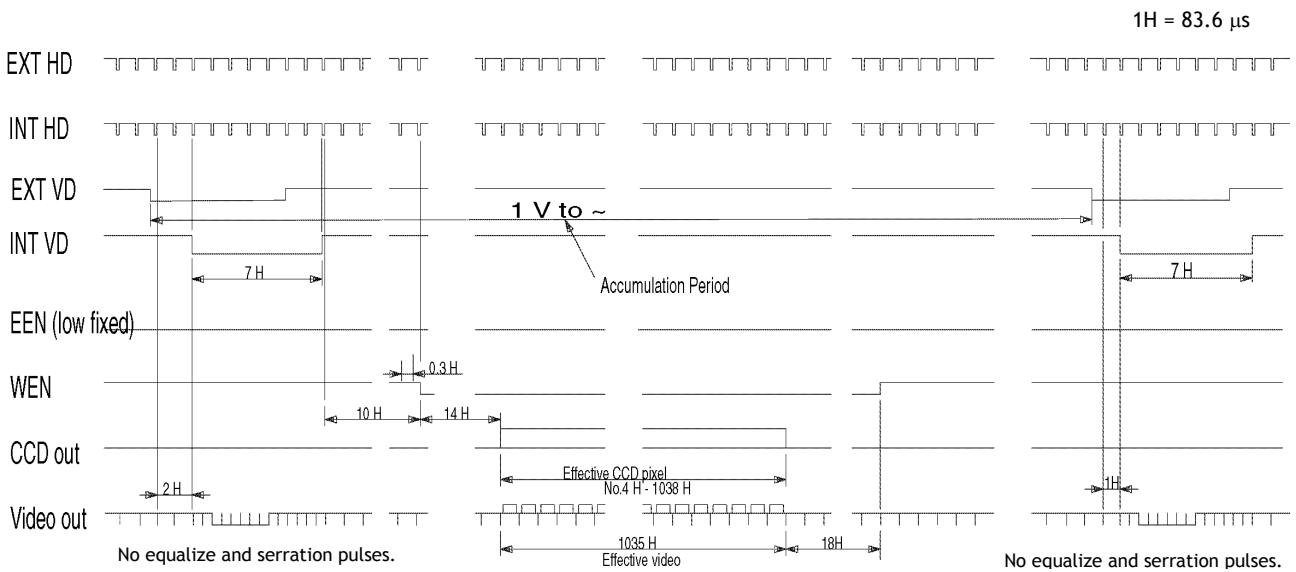 1H = 83.6 µs
EXT HD
INT HD
EXT VD
1 V to ~
INT VD
7 H
7 H
Accumulation Period
EEN (low fixed)
0.3 H
WEN
10 H
14 H
CCD out
Effective CCD pixel
No.4 H - 1038 H
2 H
1H
Video out
1035 H
18H
Effective video
No equalize and serration pulses.
No equalize and serration pulses.